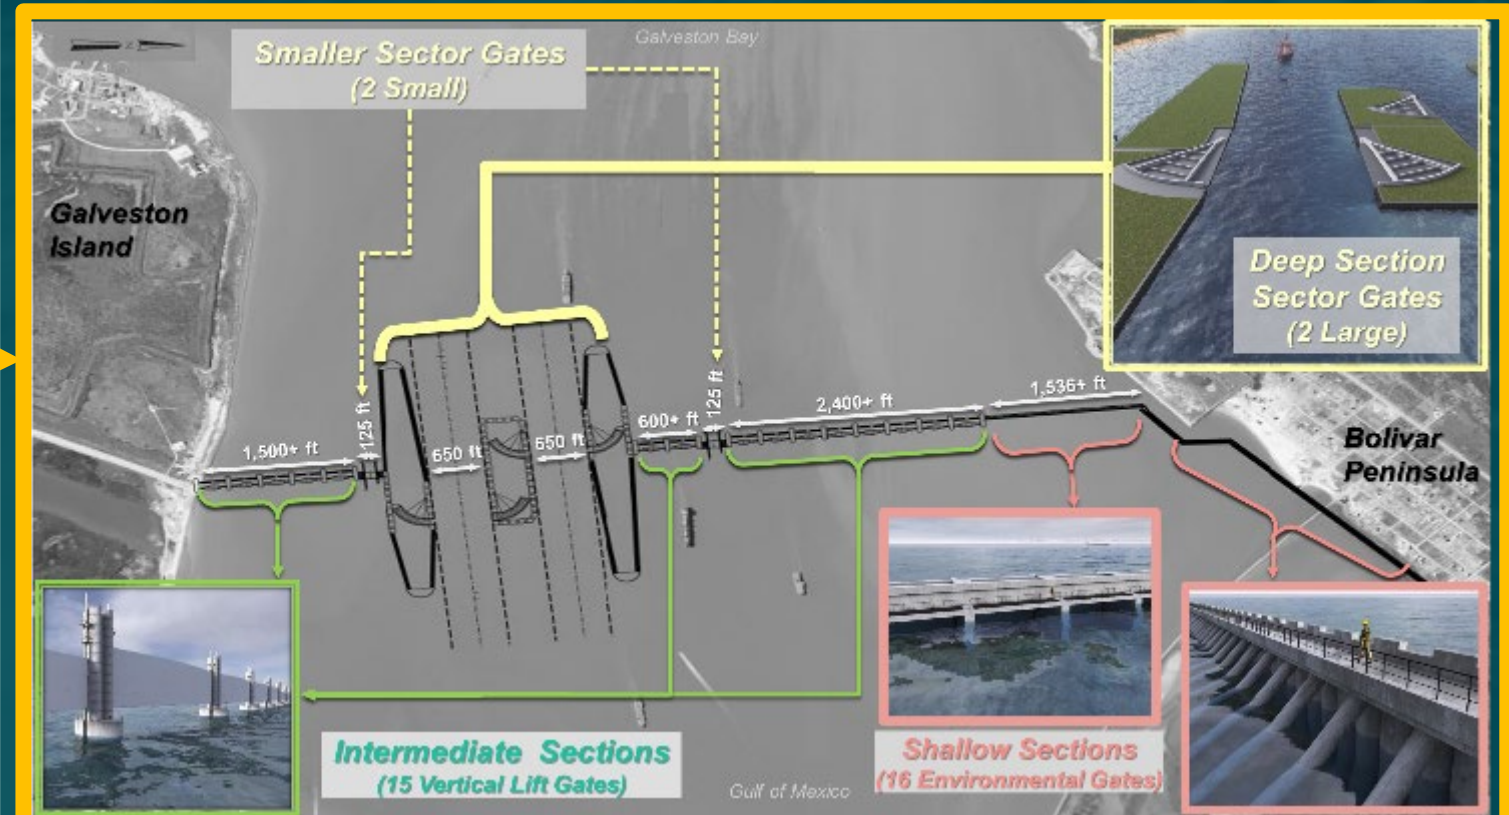 Galveston Bay
Smaller Sector Gates
(2 Small)
Galveston
Island
Deep Section
Sector Gates
(2 Large)
1,500+ ft
125 ft
650 ft
650 ft
600+ ft
125 ft
2,400+ ft
1,536+ ft
Bolivar
Peninsula
Intermediate Sections
(15 Vertical Lift Gates)
Shallow Sections
(16 Environmental Gates)
Gulf of Mexico